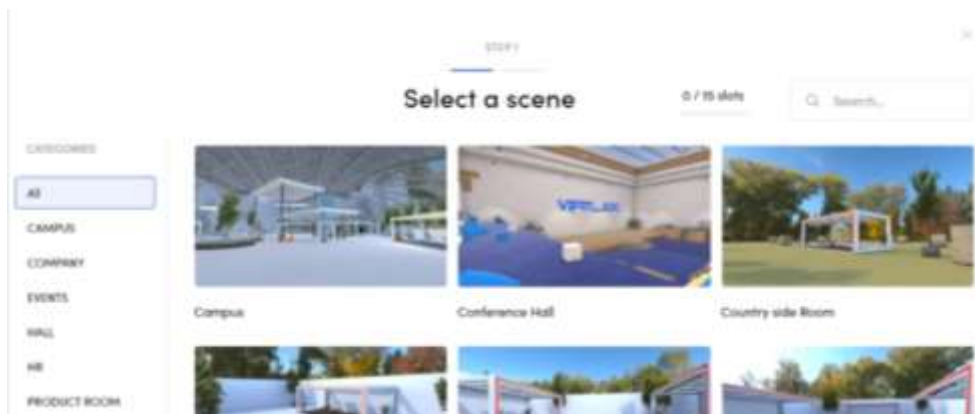 STEP 1
Select a scene
0 / 15 slots
Search...
CATEGORIES
All
CAMPUS
COMPANY
EVENTS
HALL
HR
PRODUCT ROOM
Campus
Conference Hall
Country side Room